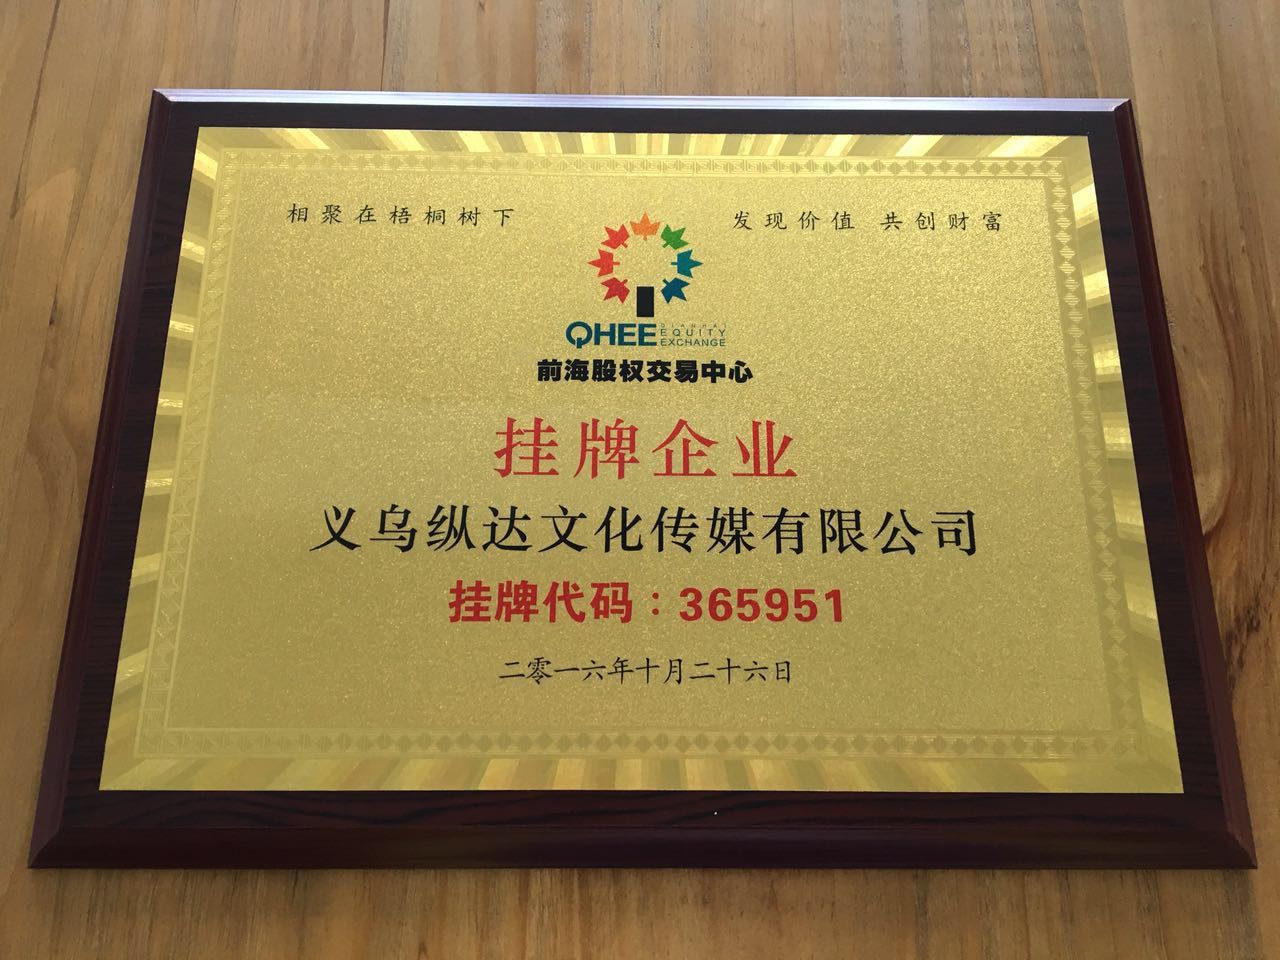 相聚在梧桐树下
发现价值 共创财富
QHEE QIANHAI EQUITY EXCHANGE
前海股权交易中心
挂牌企业
义乌纵达文化传媒有限公司
挂牌代码：365951
二零一六年十月二十六日